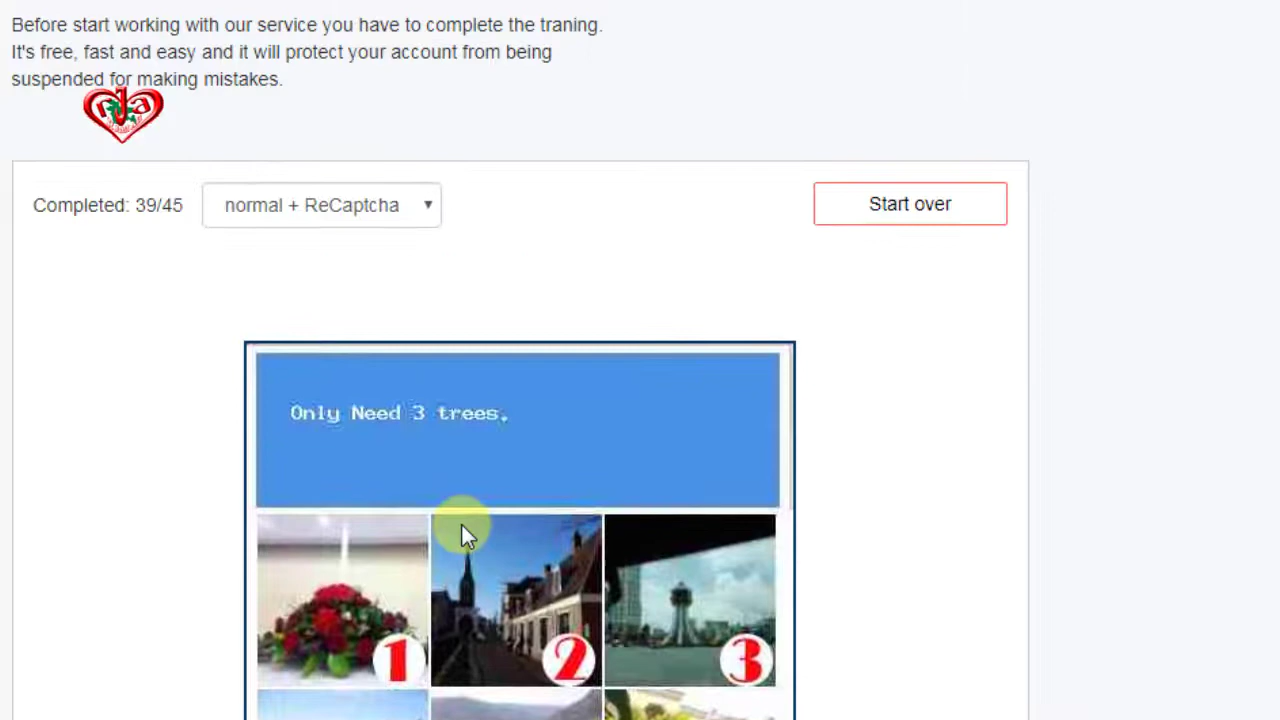 Before start working with our service you have to complete the traning.
It's free, fast and easy and it will protect your account from being
suspended for making mistakes.
nJa
Completed: 39/45
normal + ReCaptcha
Start over
Only Need 3 trees.
1
2
3